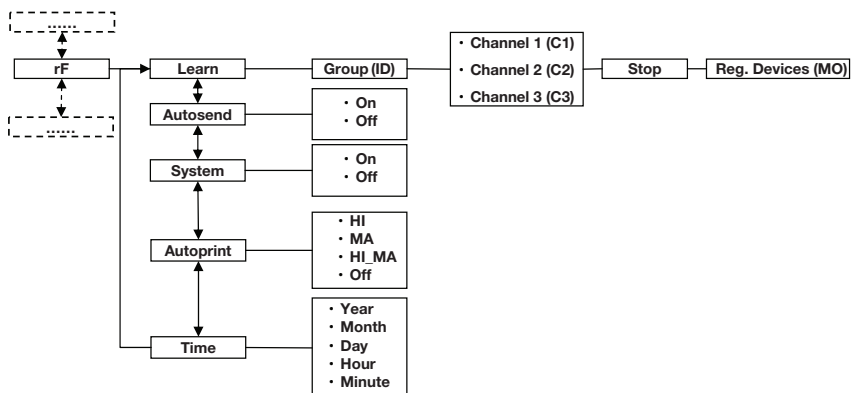 ......
rF
......
Learn
Group (ID)
• Channel 1 (C1)
• Channel 2 (C2)
• Channel 3 (C3)
Stop
Reg. Devices (MO)
Autosend
• On
• Off
System
• On
• Off
Autoprint
• HI
• MA
• HI_MA
• Off
Time
• Year
• Month
• Day
• Hour
• Minute